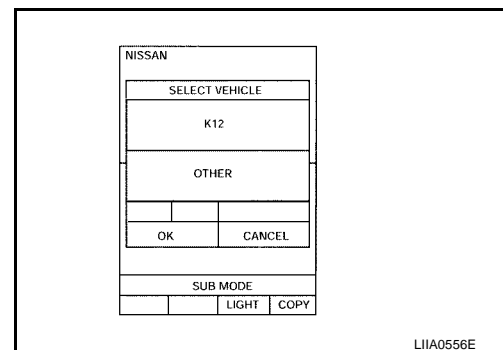 NISSAN
SELECT VEHICLE
K12
OTHER
OK CANCEL
SUB MODE
LIGHT COPY
LIIA0556E